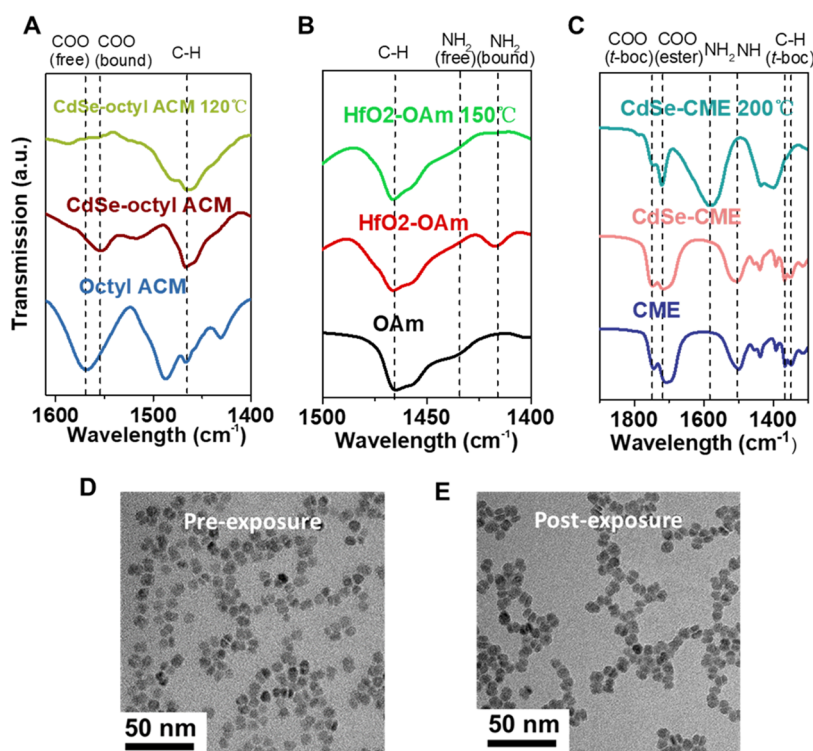 A
COO
(free)
COO
(bound)
C-H
CdSe-octyl ACM 120℃
CdSe-octyl ACM
Octyl ACM
Transmission (a.u.)
1600
1500
1400
Wavelength (cm-1)
B
C-H
NH2
(free)
NH2
(bound)
HfO2-OAm 150℃
HfO2-OAm
OAm
1500
1450
1400
Wavelength (cm-1)
C
COO
(t-boc)
COO
(ester)
NH2
NH
C-H
(t-boc)
CdSe-CME 200℃
CdSe-CME
CME
1800
1600
1400
Wavelength (cm-1)
D
Pre-exposure
50 nm
E
Post-exposure
50 nm